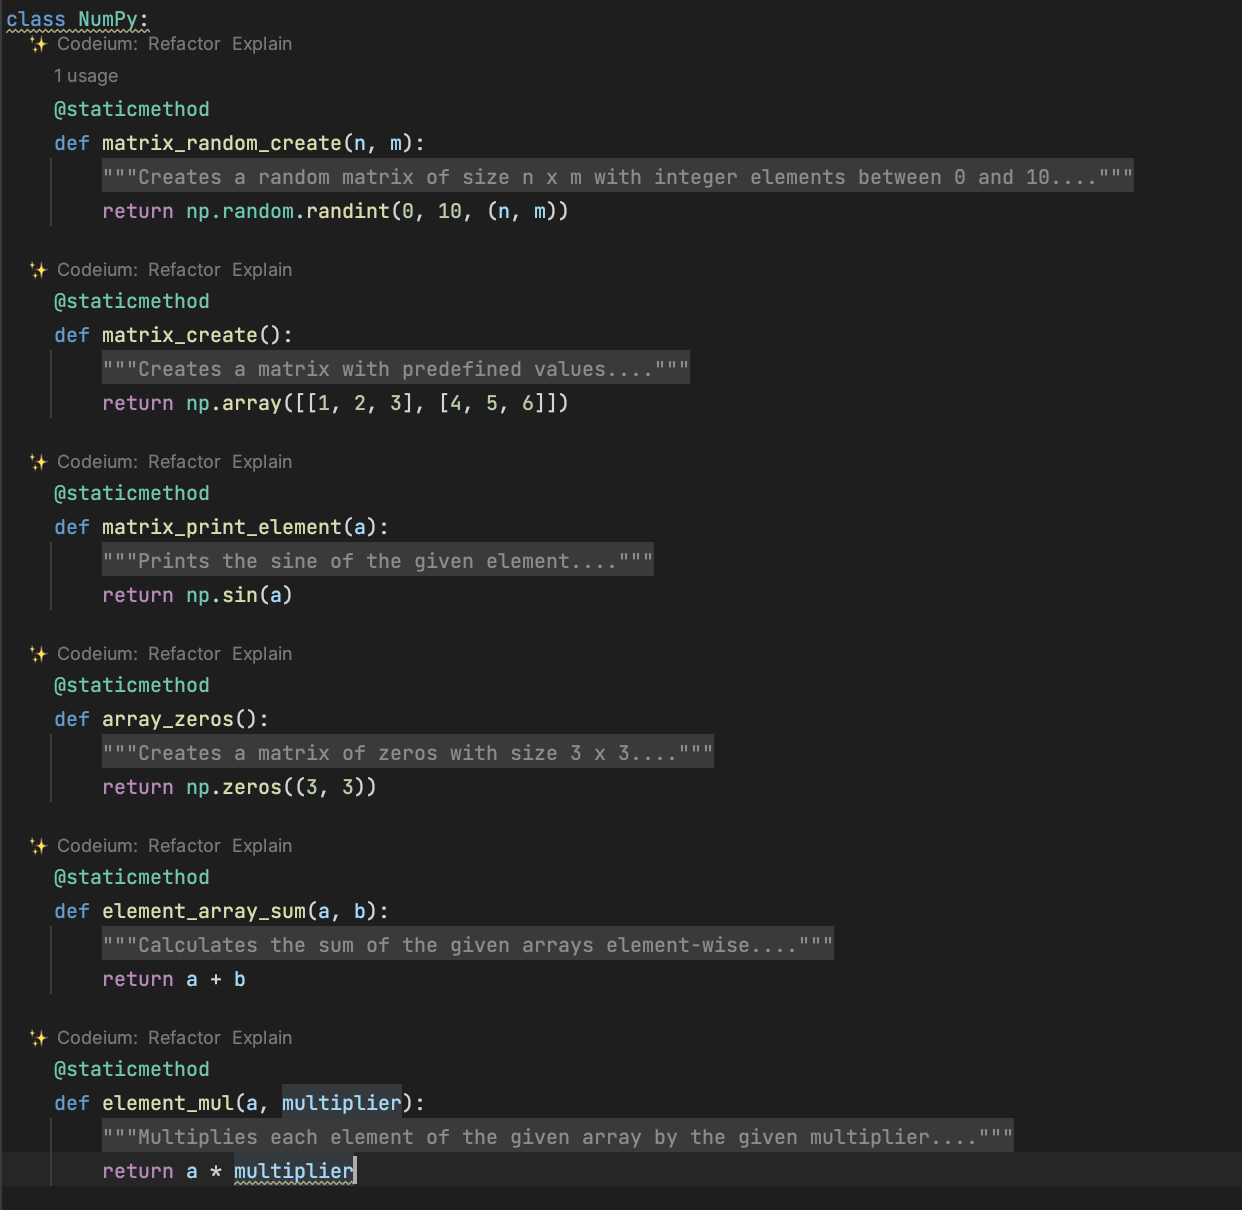 class NumPy:
Codeium: Refactor Explain
1 usage
@staticmethod
def matrix_random_create(n, m):
"""Creates a random matrix of size n x m with integer elements between 0 and 10...."""
return np.random.randint(0, 10, (n, m))
Codeium: Refactor Explain
@staticmethod
def matrix_create():
"""Creates a matrix with predefined values...."""
return np.array([[1, 2, 3], [4, 5, 6]])
Codeium: Refactor Explain
@staticmethod
def matrix_print_element(a):
"""Prints the sine of the given element...."""
return np.sin(a)
Codeium: Refactor Explain
@staticmethod
def array_zeros():
"""Creates a matrix of zeros with size 3 x 3...."""
return np.zeros((3, 3))
Codeium: Refactor Explain
@staticmethod
def element_array_sum(a, b):
"""Calculates the sum of the given arrays element-wise...."""
return a + b
Codeium: Refactor Explain
@staticmethod
def element_mul(a, multiplier):
"""Multiplies each element of the given array by the given multiplier...."""
return a * multiplier